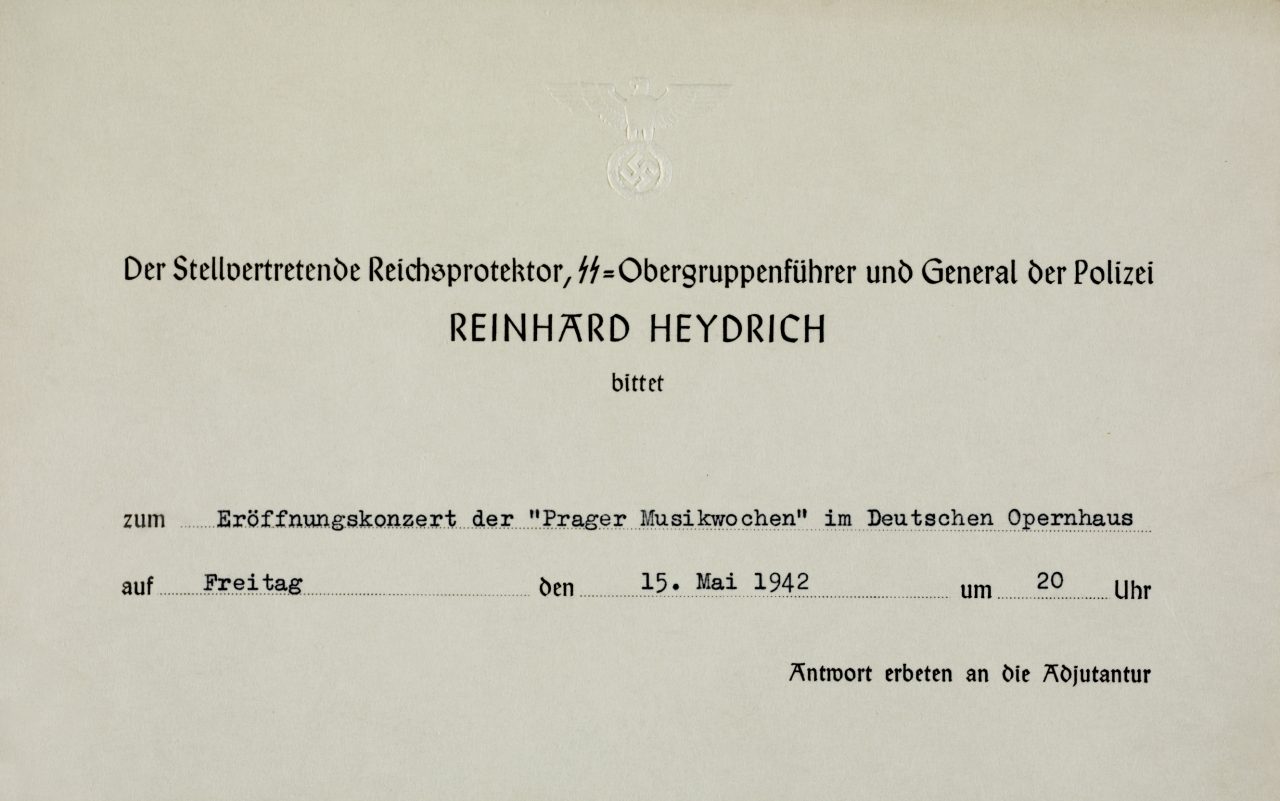 Der Stellvertretende Reichsprotektor, SS=Obergruppenführer und General der Polizei
REINHARD HEYDRICH
bittet
zum Eröffnungskonzert der "Prager Musikwochen" im Deutschen Opernhaus
auf Freitag den 15. Mai 1942 um 20 Uhr
Antwort erbeten an die Adjutantur